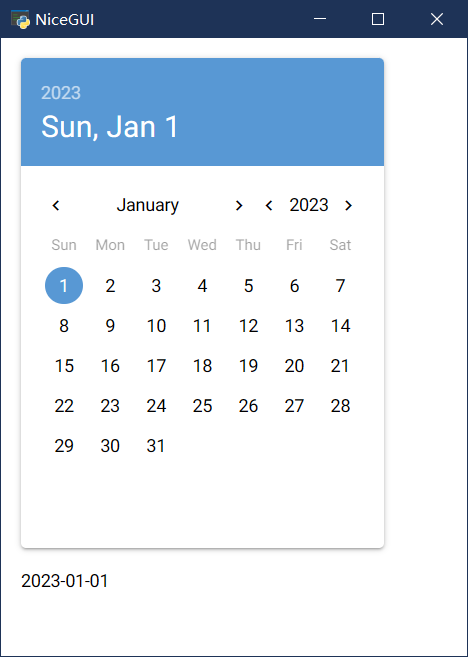 NiceGUI
2023
Sun, Jan 1
January 2023
Sun Mon Tue Wed Thu Fri Sat
1 2 3 4 5 6 7
8 9 10 11 12 13 14
15 16 17 18 19 20 21
22 23 24 25 26 27 28
29 30 31
2023-01-01